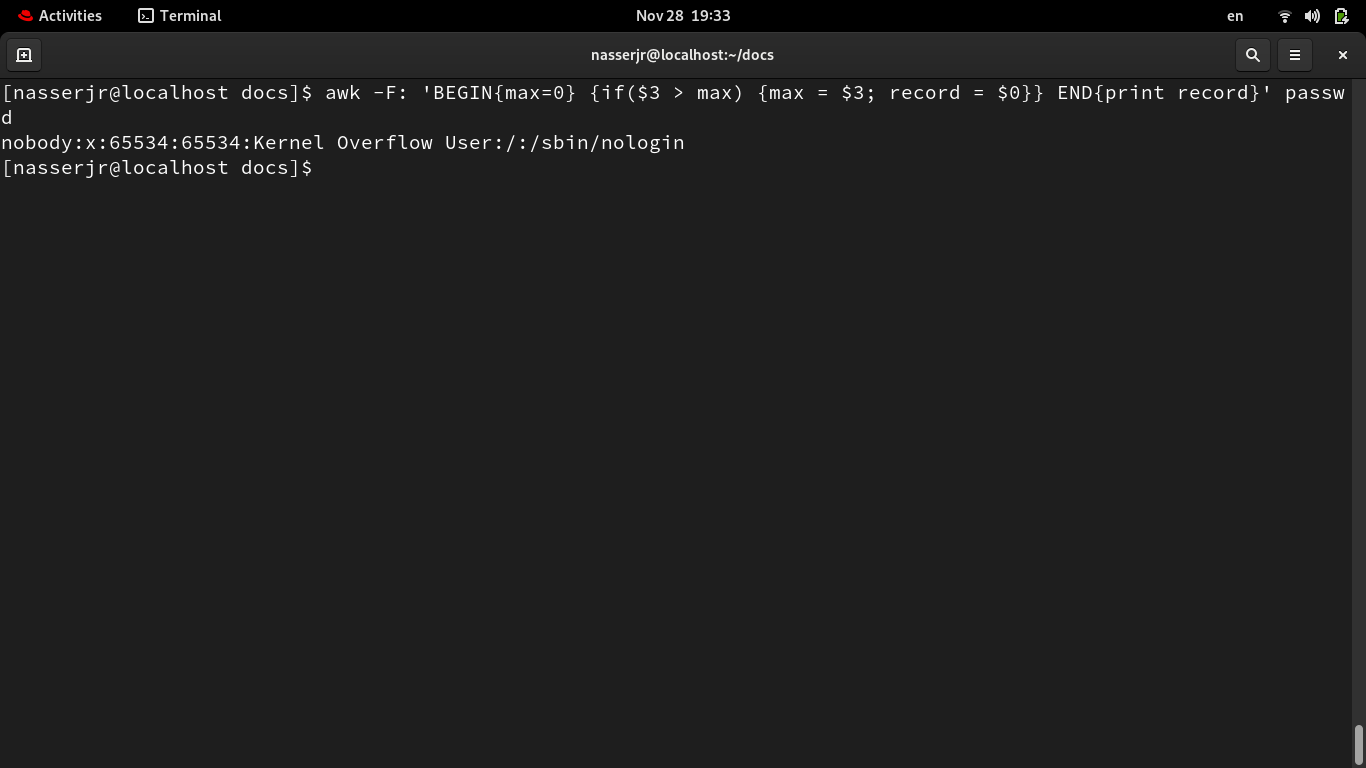 Activities Terminal Nov 28 19:33 en
nasserjr@localhost:~/docs
[nasserjr@localhost docs]$ awk -F: 'BEGIN{max=0} {if($3 > max) {max = $3; record = $0}} END{print record}' passw
d
nobody:x:65534:65534:Kernel Overflow User:/:/sbin/nologin
[nasserjr@localhost docs]$